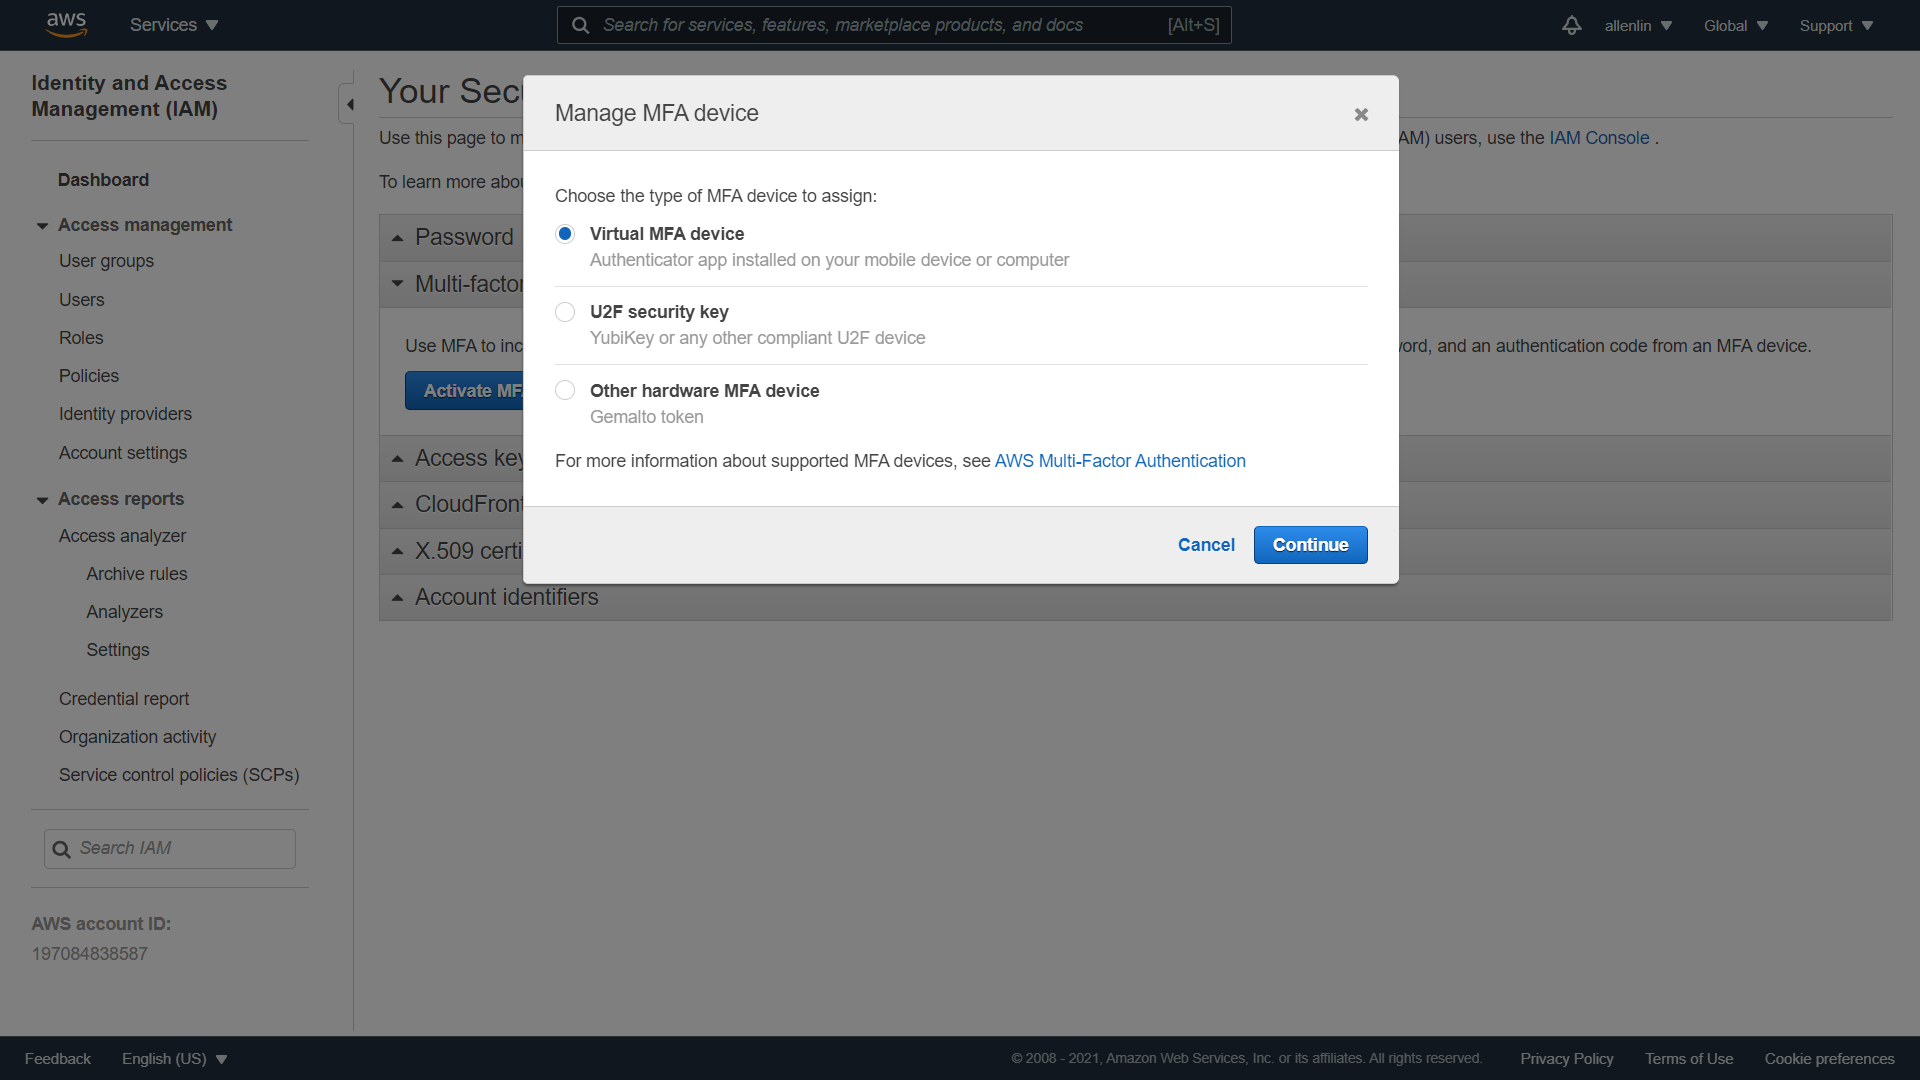 aws
Services
Search for services, features, marketplace products, and docs [Alt+S]
allenlin
Global
Support
Identity and Access
Management (IAM)
Dashboard
Access management
User groups
Users
Roles
Policies
Identity providers
Account settings
Access reports
Access analyzer
Archive rules
Analyzers
Settings
Credential report
Organization activity
Service control policies (SCPs)
Search IAM
AWS account ID:
197084838587
Your Sec
Use this page to m
AM) users, use the IAM Console .
To learn more abou
Password
Multi-factor
Use MFA to inc
word, and an authentication code from an MFA device.
Activate MF
Access key
CloudFront
X.509 certi
Account identifiers
Manage MFA device
Choose the type of MFA device to assign:
Virtual MFA device
Authenticator app installed on your mobile device or computer
U2F security key
YubiKey or any other compliant U2F device
Other hardware MFA device
Gemalto token
For more information about supported MFA devices, see AWS Multi-Factor Authentication
Cancel
Continue
Feedback
English (US)
© 2008 - 2021, Amazon Web Services, Inc. or its affiliates. All rights reserved.
Privacy Policy
Terms of Use
Cookie preferences